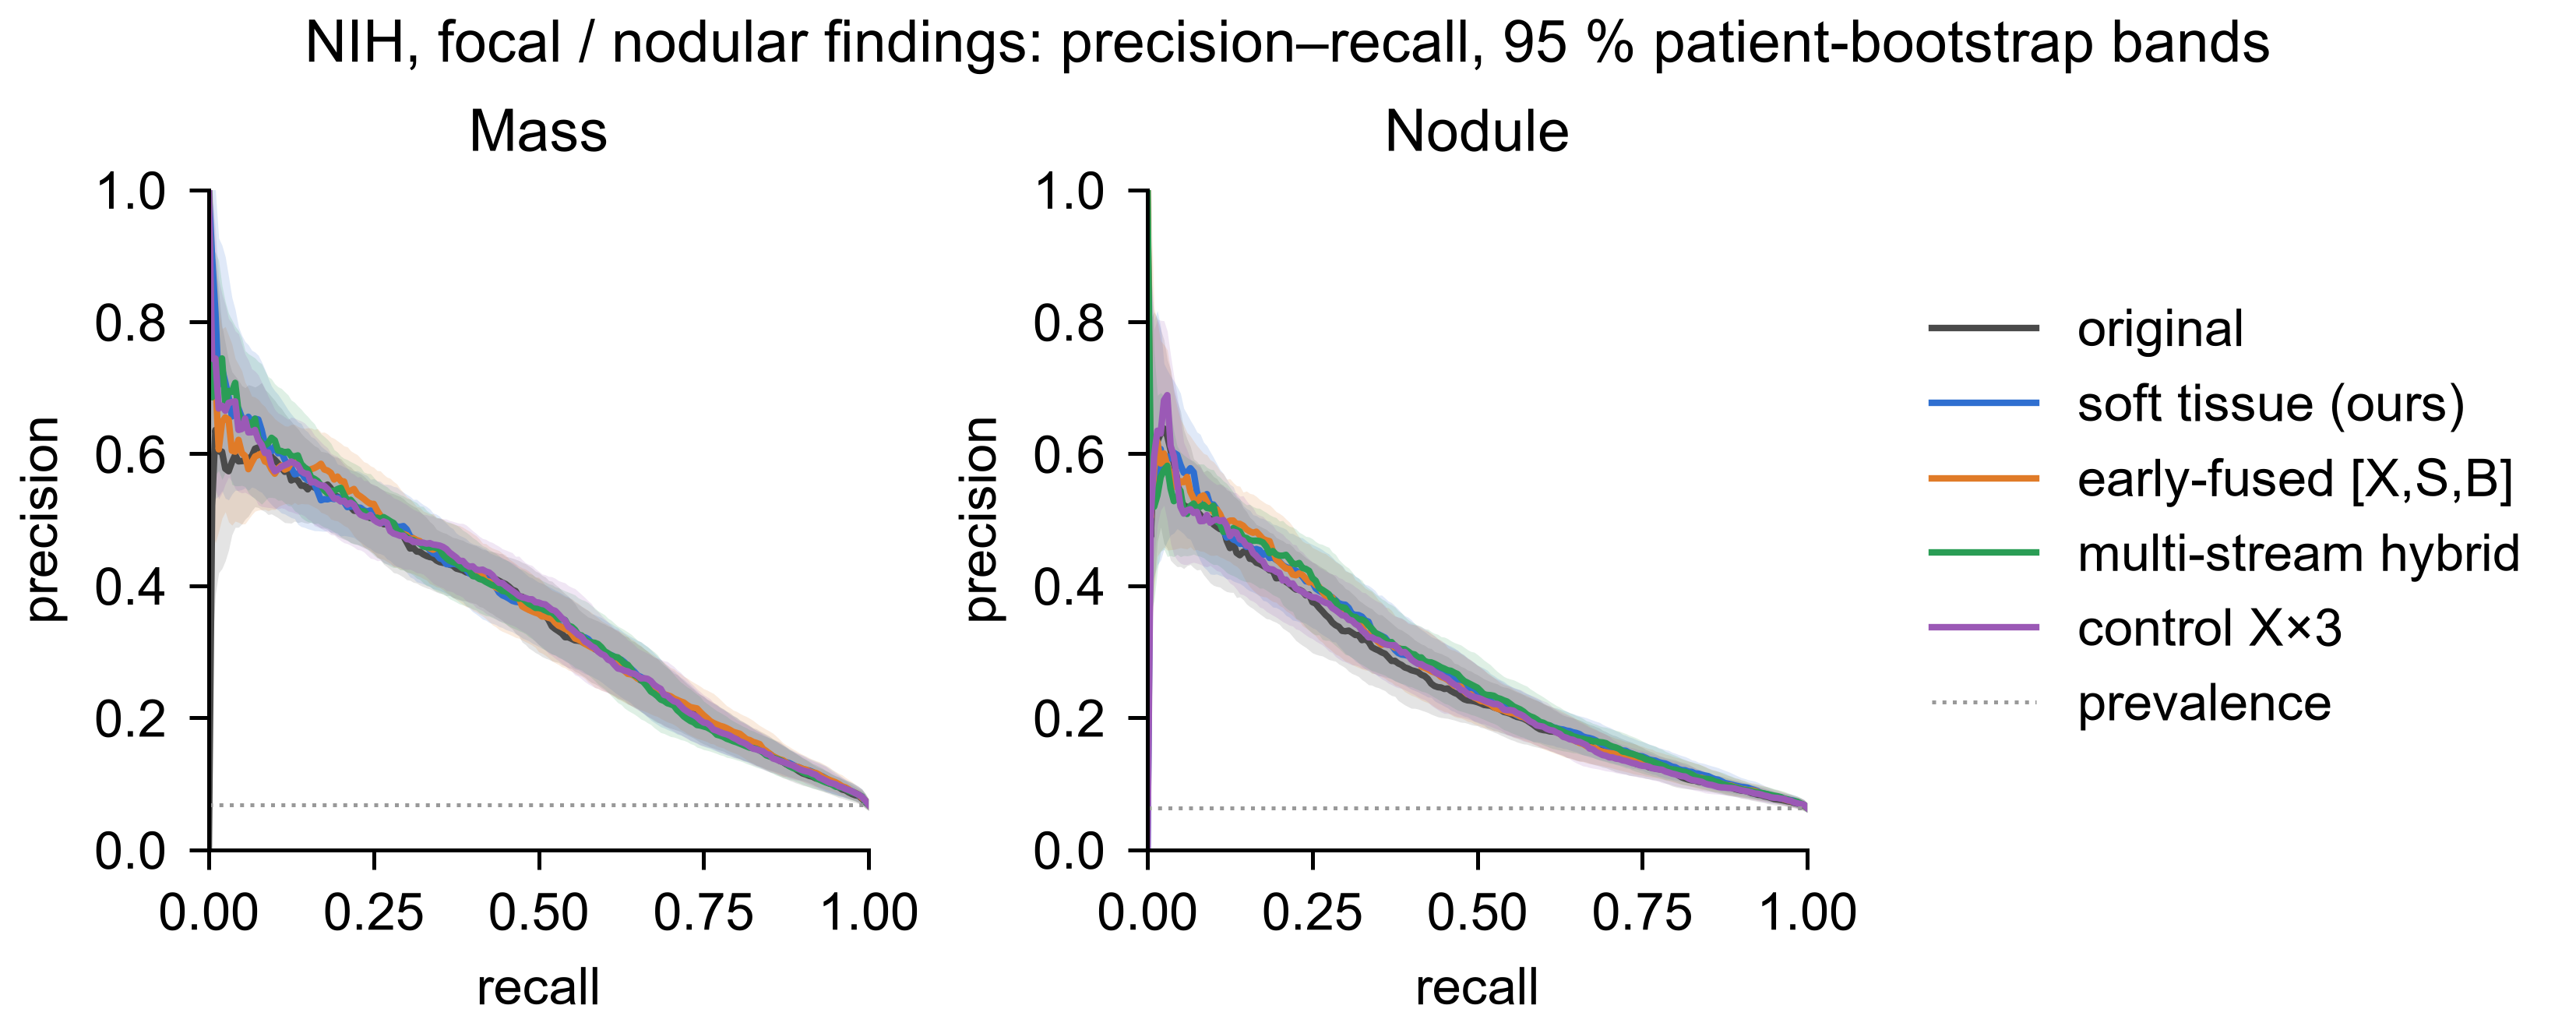 NIH, focal / nodular findings: precision–recall, 95 % patient-bootstrap bands
Mass
precision
1.0
0.8
0.6
0.4
0.2
0.0
0.00 0.25 0.50 0.75 1.00
recall
Nodule
precision
1.0
0.8
0.6
0.4
0.2
0.0
0.00 0.25 0.50 0.75 1.00
recall
original
soft tissue (ours)
early-fused [X,S,B]
multi-stream hybrid
control X×3
prevalence